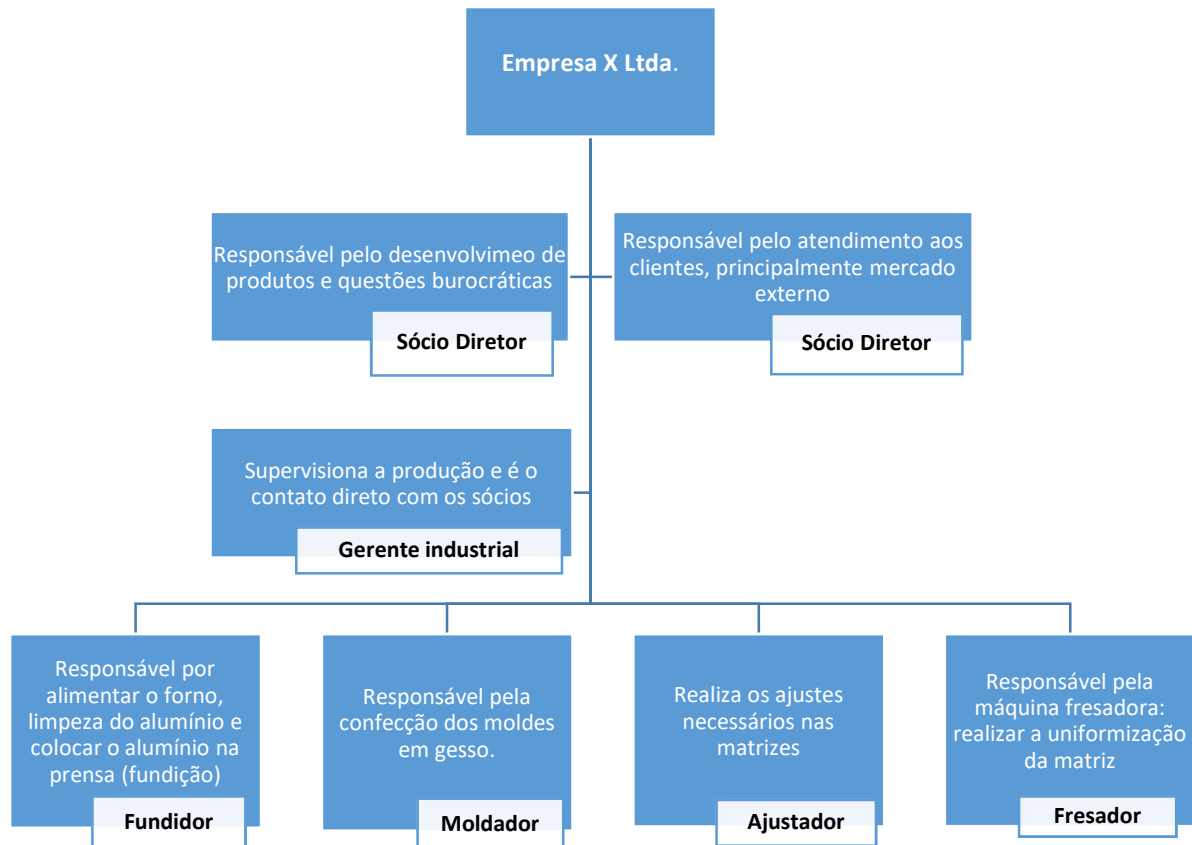 Empresa X Ltda.
Responsável pelo desenvolvimeo de
produtos e questões burocráticas
Sócio Diretor
Responsável pelo atendimento aos
clientes, principalmente mercado
externo
Sócio Diretor
Supervisiona a produção e é o
contato direto com os sócios
Gerente industrial
Responsável por
alimentar o forno,
limpeza do alumínio e
colocar o alumínio na
prensa (fundição)
Fundidor
Responsável pela
confecção dos moldes
em gesso.
Moldador
Realiza os ajustes
necessários nas
matrizes
Ajustador
Responsável pela
máquina fresadora:
realizar a uniformização
da matriz
Fresador